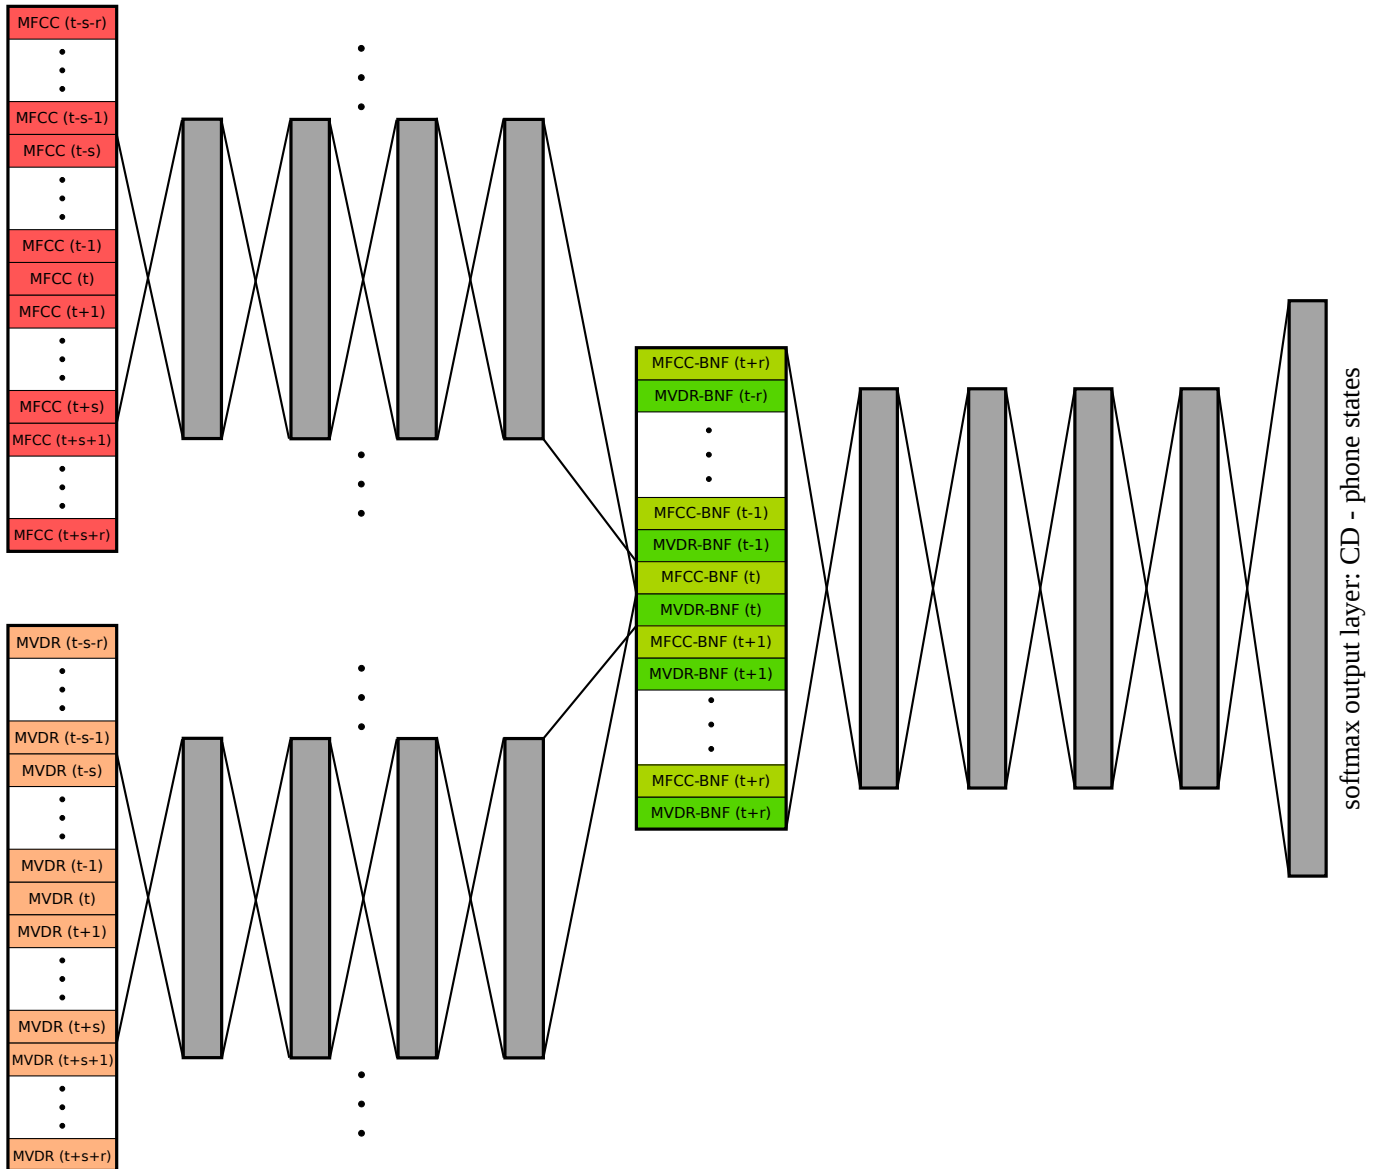 MFCC (t-s-r)
MFCC (t-s-1)
MFCC (t-s)
MFCC (t-1)
MFCC (t)
MFCC (t+1)
MFCC (t+s)
MFCC (t+s+1)
MFCC (t+s+r)
MVDR (t-s-r)
MVDR (t-s-1)
MVDR (t-s)
MVDR (t-1)
MVDR (t)
MVDR (t+1)
MVDR (t+s)
MVDR (t+s+1)
MVDR (t+s+r)
MFCC-BNF (t+r)
MVDR-BNF (t-r)
MFCC-BNF (t-1)
MVDR-BNF (t-1)
MFCC-BNF (t)
MVDR-BNF (t)
MFCC-BNF (t+1)
MVDR-BNF (t+1)
MFCC-BNF (t+r)
MVDR-BNF (t+r)
softmax output layer: CD - phone states